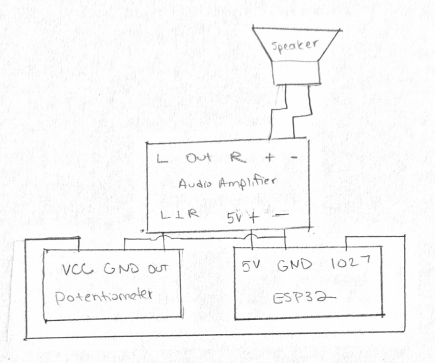 Speaker
L Out R + -
Audio Amplifier
L ⊥ R 5V + -
VCC GND OUT
Potentiometer
5V GND IO27
ESP32